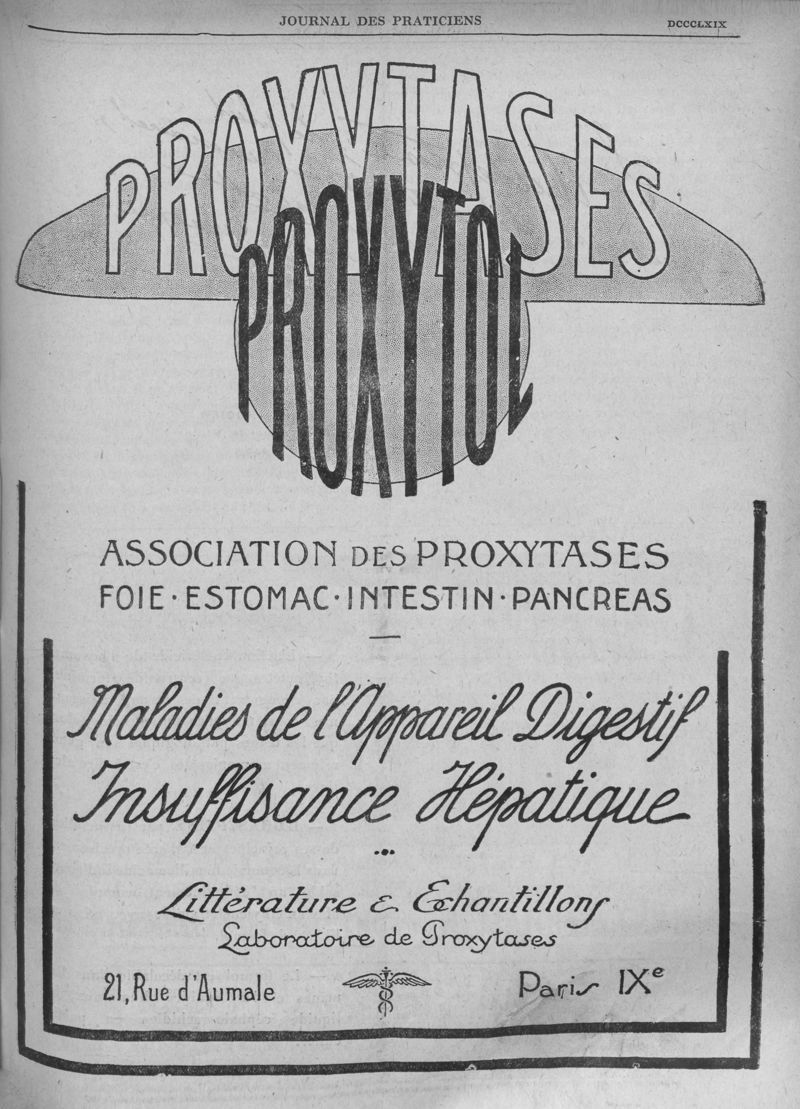 JOURNAL DES PRATICIENS
DCCCLXIX
PROXYTASES
PROXYTOL
ASSOCIATION DES PROXYTASES
FOIE · ESTOMAC · INTESTIN · PANCREAS
Maladies de l'Appareil Digestif
Insuffisance Hépatique
Littérature & Echantillons
Laboratoire de Proxytases
21, Rue d'Aumale
Paris IXe